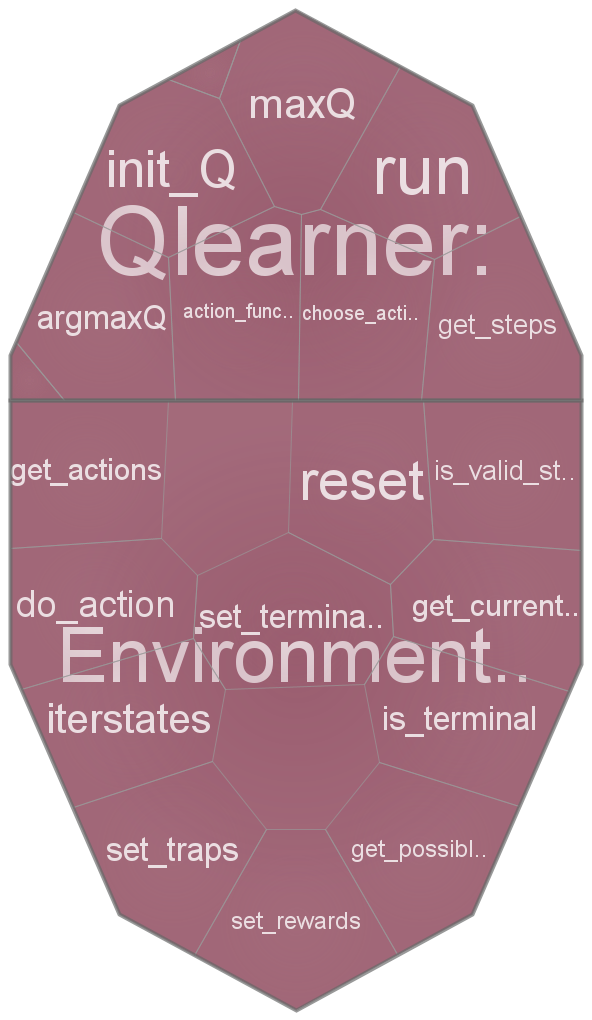 maxQ
init_Q
run
Qlearner:
argmaxQ
action_func..
choose_acti..
get_steps
get_actions
reset
is_valid_st..
do_action
set_termina..
get_current..
Environment..
iterstates
is_terminal
set_traps
get_possibl..
set_rewards